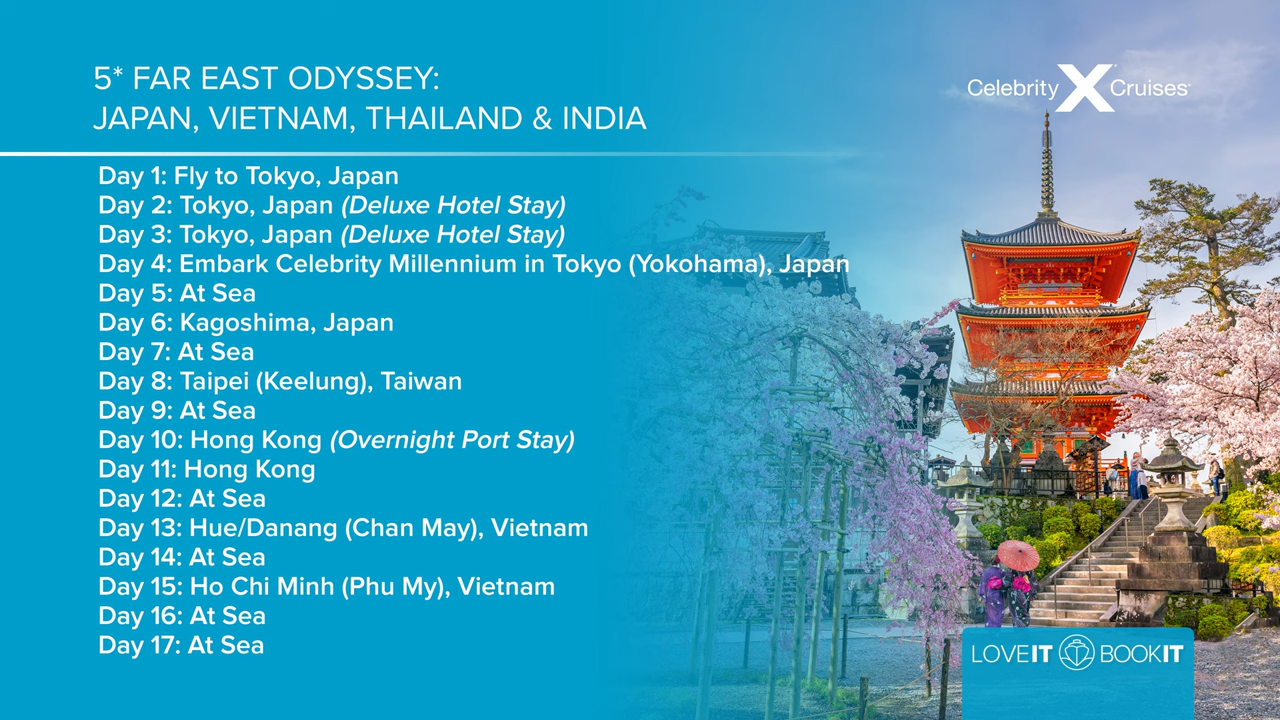 5* FAR EAST ODYSSEY:
JAPAN, VIETNAM, THAILAND & INDIA
Celebrity X Cruises
Day 1: Fly to Tokyo, Japan
Day 2: Tokyo, Japan (Deluxe Hotel Stay)
Day 3: Tokyo, Japan (Deluxe Hotel Stay)
Day 4: Embark Celebrity Millennium in Tokyo (Yokohama), Japan
Day 5: At Sea
Day 6: Kagoshima, Japan
Day 7: At Sea
Day 8: Taipei (Keelung), Taiwan
Day 9: At Sea
Day 10: Hong Kong (Overnight Port Stay)
Day 11: Hong Kong
Day 12: At Sea
Day 13: Hue/Danang (Chan May), Vietnam
Day 14: At Sea
Day 15: Ho Chi Minh (Phu My), Vietnam
Day 16: At Sea
Day 17: At Sea
LOVEIT BOOKIT